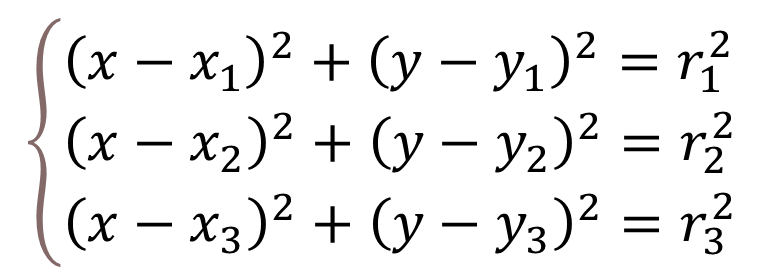 (x − x₁)² + (y − y₁)² = r₁²
(x − x₂)² + (y − y₂)² = r₂²
(x − x₃)² + (y − y₃)² = r₃²